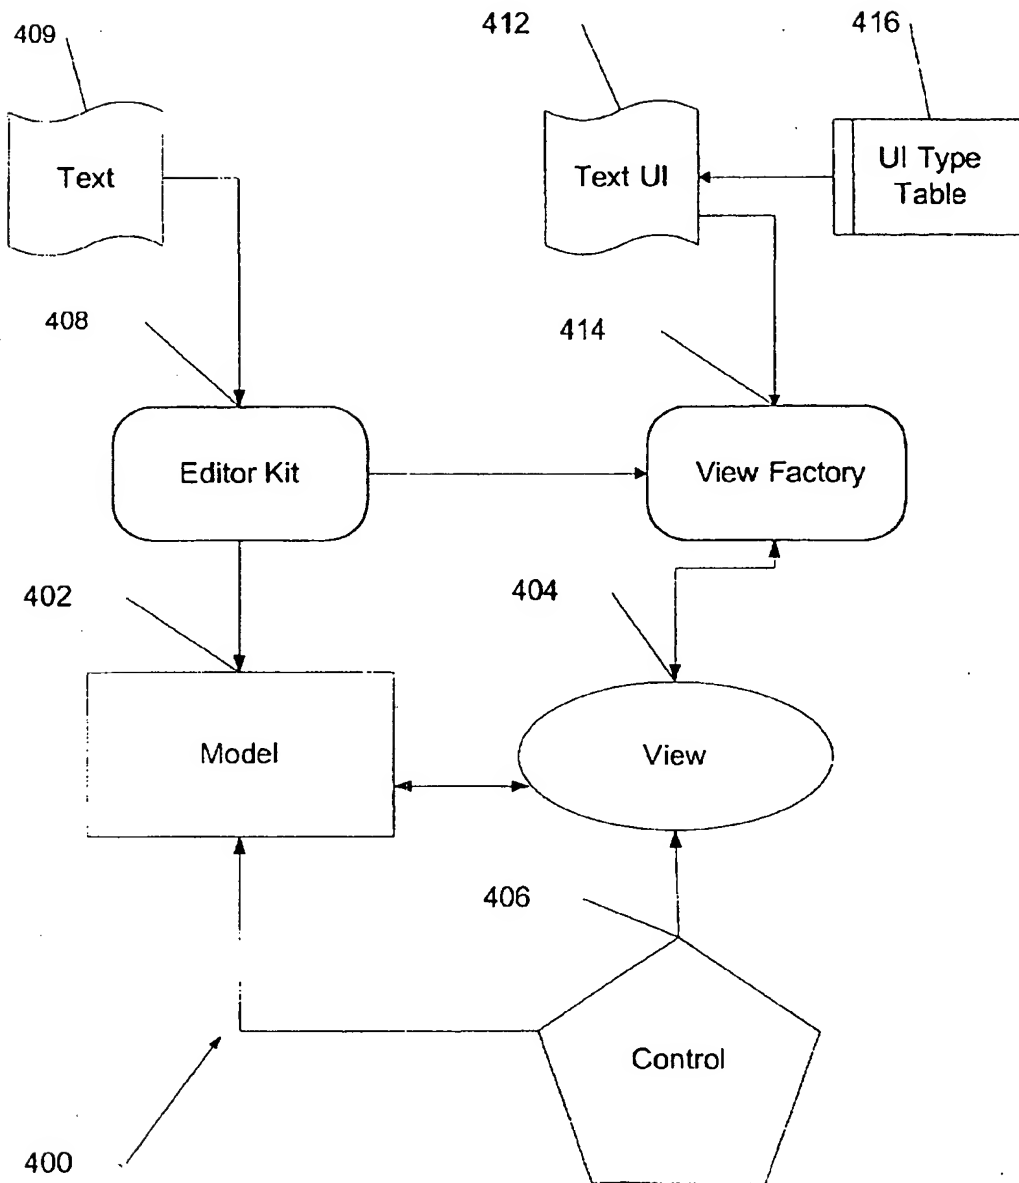 409
412
416
Text
Text UI
UI Type
Table
408
414
Editor Kit
View Factory
402
404
Model
View
406
Control
400